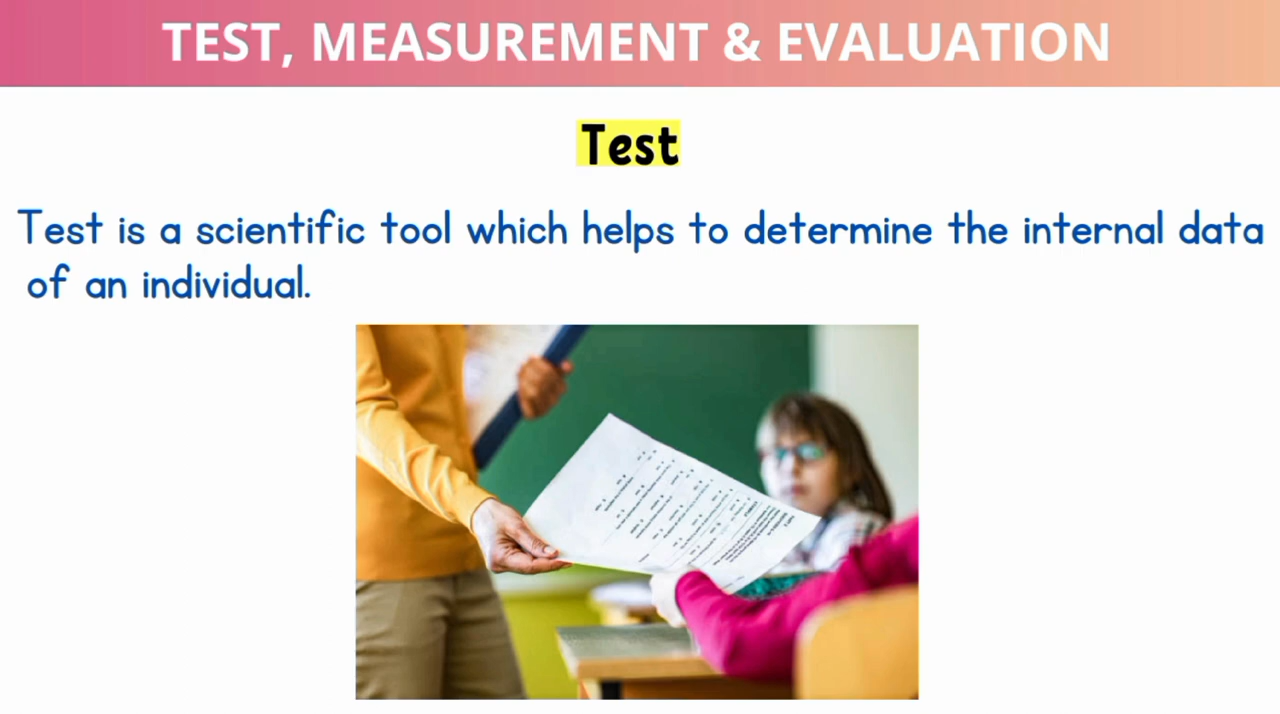 TEST, MEASUREMENT & EVALUATION
Test
Test is a scientific tool which helps to determine the internal data
of an individual.